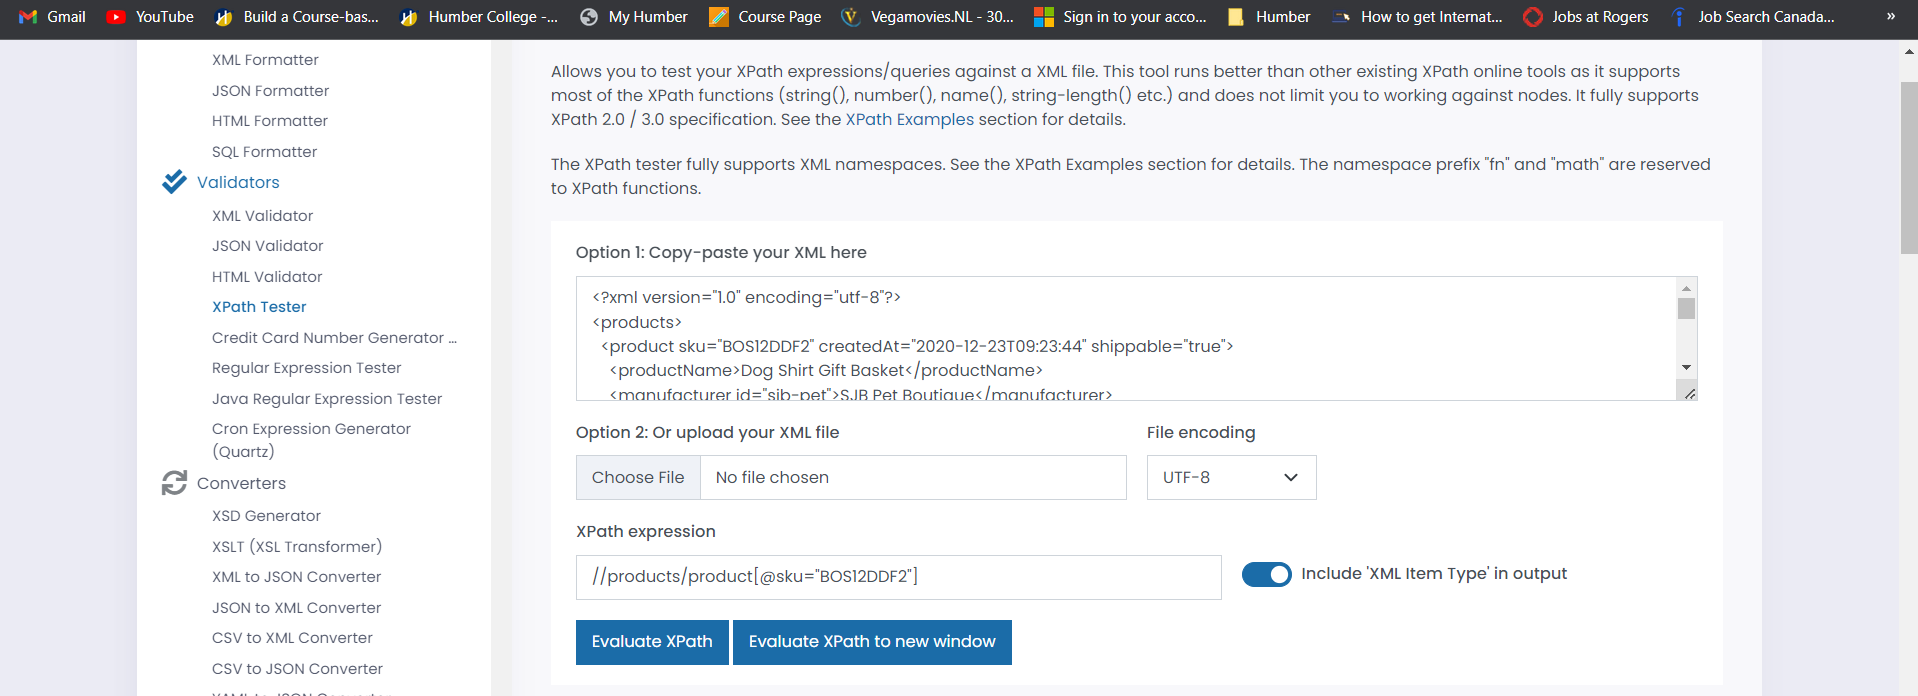 Gmail YouTube Build a Course-bas... Humber College -... My Humber Course Page Vegamovies.NL - 30... Sign in to your acco... Humber How to get Internat... Jobs at Rogers Job Search Canada... »
XML Formatter
JSON Formatter
HTML Formatter
SQL Formatter
Validators
XML Validator
JSON Validator
HTML Validator
XPath Tester
Credit Card Number Generator ...
Regular Expression Tester
Java Regular Expression Tester
Cron Expression Generator
(Quartz)
Converters
XSD Generator
XSLT (XSL Transformer)
XML to JSON Converter
JSON to XML Converter
CSV to XML Converter
CSV to JSON Converter
Allows you to test your XPath expressions/queries against a XML file. This tool runs better than other existing XPath online tools as it supports
most of the XPath functions (string(), number(), name(), string-length() etc.) and does not limit you to working against nodes. It fully supports
XPath 2.0 / 3.0 specification. See the XPath Examples section for details.
The XPath tester fully supports XML namespaces. See the XPath Examples section for details. The namespace prefix "fn" and "math" are reserved
to XPath functions.
Option 1: Copy-paste your XML here
<?xml version="1.0" encoding="utf-8"?>
<products>
<product sku="BOS12DDF2" createdAt="2020-12-23T09:23:44" shippable="true">
<productName>Dog Shirt Gift Basket</productName>
<manufacturer id="sjb-pet">SJB Pet Boutique</manufacturer>
Option 2: Or upload your XML file
File encoding
Choose File No file chosen
UTF-8
XPath expression
//products/product[@sku="BOS12DDF2"]
Include 'XML Item Type' in output
Evaluate XPath
Evaluate XPath to new window